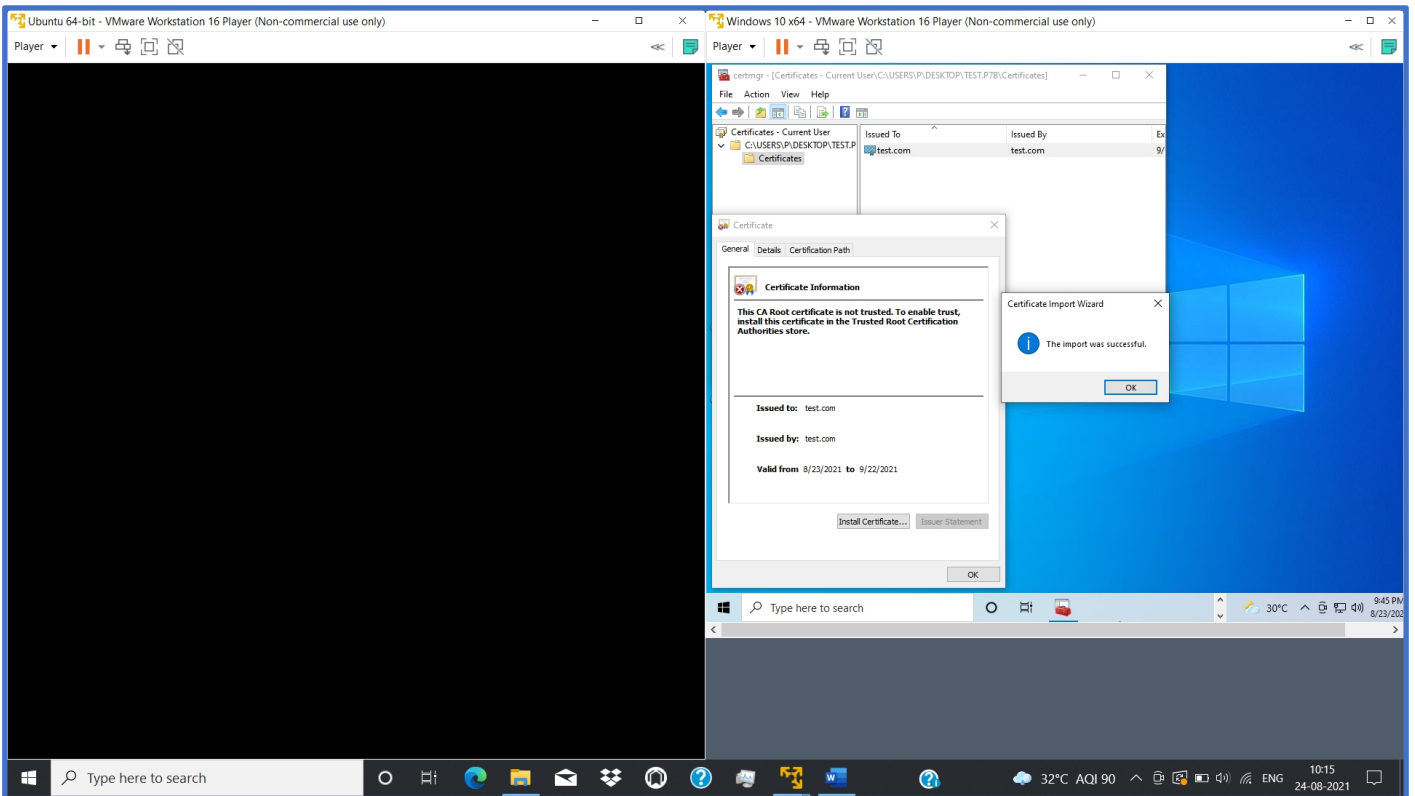 Ubuntu 64-bit - VMware Workstation 16 Player (Non-commercial use only)
Player
Windows 10 x64 - VMware Workstation 16 Player (Non-commercial use only)
Player
certmgr - [Certificates - Current User\C:\USERS\P\DESKTOP\TEST.P7B\Certificates]
File Action View Help
Certificates - Current User
C:\USERS\P\DESKTOP\TEST.P
Certificates
Issued To Issued By Ex
test.com test.com 9/
Certificate
General Details Certification Path
Certificate Information
This CA Root certificate is not trusted. To enable trust,
install this certificate in the Trusted Root Certification
Authorities store.
Issued to: test.com
Issued by: test.com
Valid from 8/23/2021 to 9/22/2021
Install Certificate... Issuer Statement
OK
Certificate Import Wizard
The import was successful.
OK
Type here to search
30°C
9:45 PM
8/23/202
Type here to search
32°C AQI 90
ENG
10:15
24-08-2021